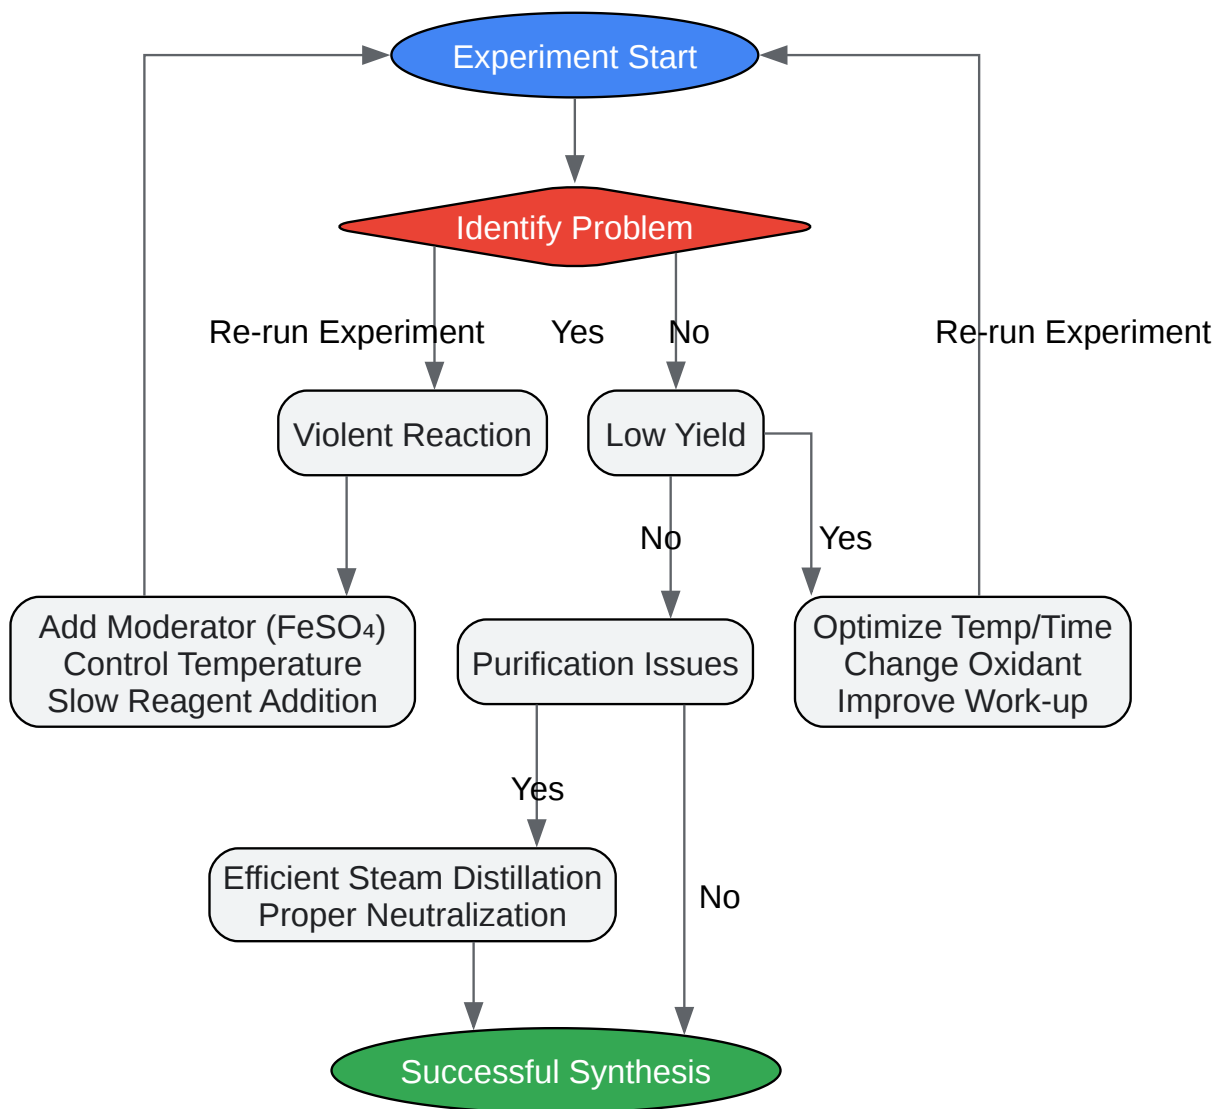 Experiment Start
Identify Problem
Re-run Experiment
Yes
No
Re-run Experiment
Violent Reaction
Low Yield
No
Yes
Add Moderator (FeSO₄)
Control Temperature
Slow Reagent Addition
Purification Issues
Optimize Temp/Time
Change Oxidant
Improve Work-up
Yes
Efficient Steam Distillation
Proper Neutralization
No
Successful Synthesis